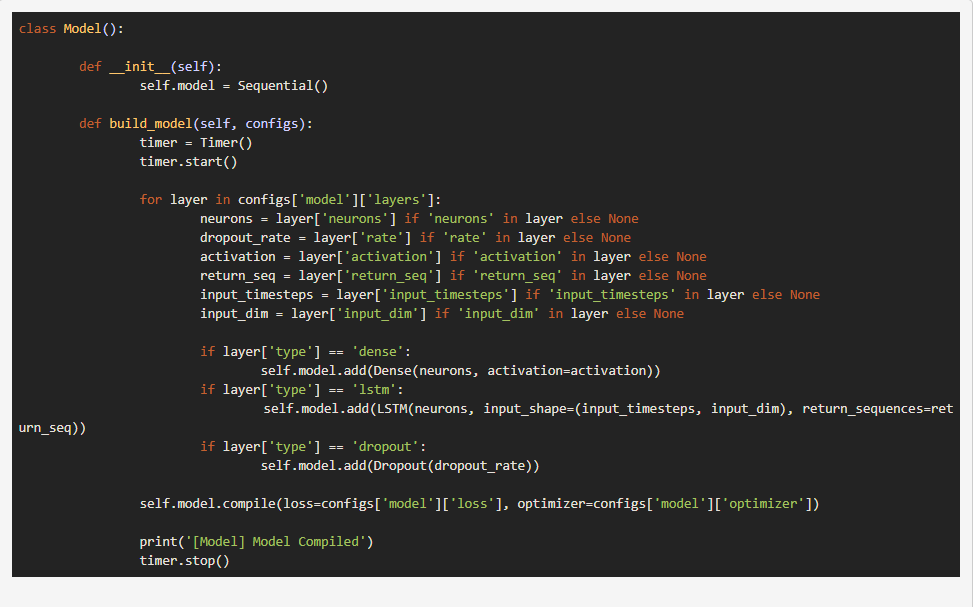 class Model():
def __init__(self):
self.model = Sequential()
def build_model(self, configs):
timer = Timer()
timer.start()
for layer in configs['model']['layers']:
neurons = layer['neurons'] if 'neurons' in layer else None
dropout_rate = layer['rate'] if 'rate' in layer else None
activation = layer['activation'] if 'activation' in layer else None
return_seq = layer['return_seq'] if 'return_seq' in layer else None
input_timesteps = layer['input_timesteps'] if 'input_timesteps' in layer else None
input_dim = layer['input_dim'] if 'input_dim' in layer else None
if layer['type'] == 'dense':
self.model.add(Dense(neurons, activation=activation))
if layer['type'] == 'lstm':
self.model.add(LSTM(neurons, input_shape=(input_timesteps, input_dim), return_sequences=ret
urn_seq))
if layer['type'] == 'dropout':
self.model.add(Dropout(dropout_rate))
self.model.compile(loss=configs['model']['loss'], optimizer=configs['model']['optimizer'])
print('[Model] Model Compiled')
timer.stop()